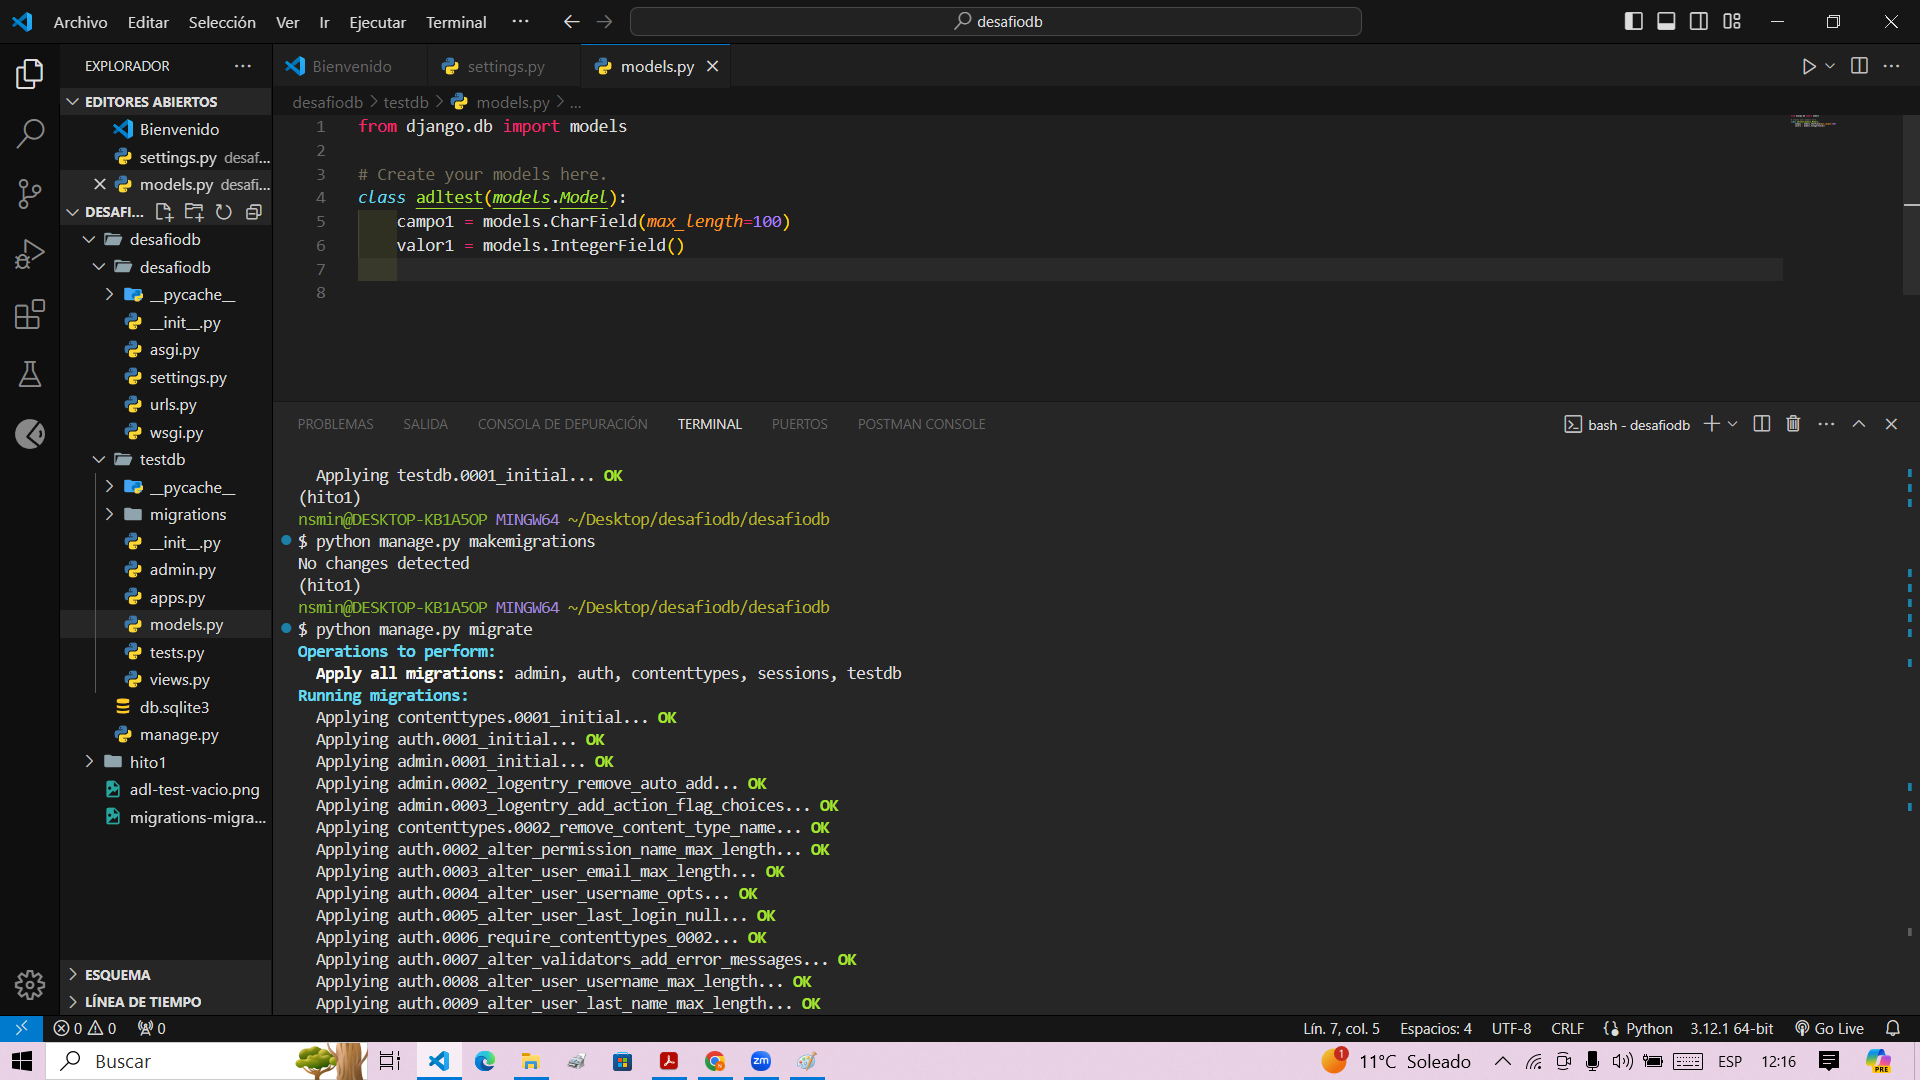 Archivo Editar Selección Ver Ir Ejecutar Terminal ··· desafiodb
EXPLORADOR ···
EDITORES ABIERTOS
Bienvenido
settings.py desaf...
models.py desafi...
DESAFI...
desafiodb
desafiodb
__pycache__
__init__.py
asgi.py
settings.py
urls.py
wsgi.py
testdb
__pycache__
migrations
__init__.py
admin.py
apps.py
models.py
tests.py
views.py
db.sqlite3
manage.py
hito1
adl-test-vacio.png
migrations-migra...
ESQUEMA
LÍNEA DE TIEMPO
Bienvenido settings.py models.py
desafiodb > testdb > models.py > ...
1 from django.db import models
2
3 # Create your models here.
4 class adltest(models.Model):
5 campo1 = models.CharField(max_length=100)
6 valor1 = models.IntegerField()
7
8
PROBLEMAS SALIDA CONSOLA DE DEPURACIÓN TERMINAL PUERTOS POSTMAN CONSOLE bash - desafiodb
Applying testdb.0001_initial... OK
(hito1)
nsmin@DESKTOP-KB1A5OP MINGW64 ~/Desktop/desafiodb/desafiodb
$ python manage.py makemigrations
No changes detected
(hito1)
nsmin@DESKTOP-KB1A5OP MINGW64 ~/Desktop/desafiodb/desafiodb
$ python manage.py migrate
Operations to perform:
Apply all migrations: admin, auth, contenttypes, sessions, testdb
Running migrations:
Applying contenttypes.0001_initial... OK
Applying auth.0001_initial... OK
Applying admin.0001_initial... OK
Applying admin.0002_logentry_remove_auto_add... OK
Applying admin.0003_logentry_add_action_flag_choices... OK
Applying contenttypes.0002_remove_content_type_name... OK
Applying auth.0002_alter_permission_name_max_length... OK
Applying auth.0003_alter_user_email_max_length... OK
Applying auth.0004_alter_user_username_opts... OK
Applying auth.0005_alter_user_last_login_null... OK
Applying auth.0006_require_contenttypes_0002... OK
Applying auth.0007_alter_validators_add_error_messages... OK
Applying auth.0008_alter_user_username_max_length... OK
Applying auth.0009_alter_user_last_name_max_length... OK
0 0 0 Lín. 7, col. 5 Espacios: 4 UTF-8 CRLF Python 3.12.1 64-bit Go Live
Buscar zm 1 11°C Soleado ESP 12:16 PRE